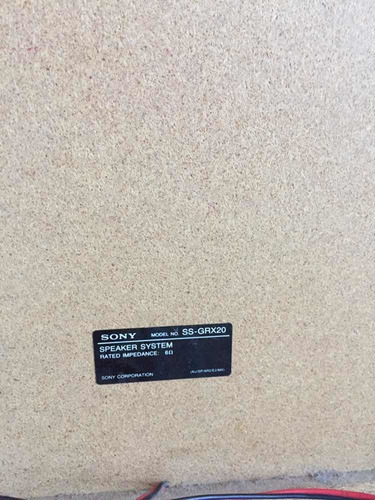 SONY MODEL NO. SS-GRX20
SPEAKER SYSTEM
RATED IMPEDANCE: 6Ω
SONY CORPORATION